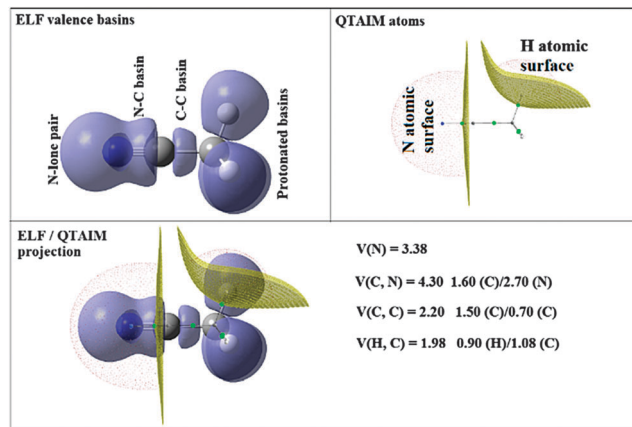 ELF valence basins
N-lone pair
N-C basin
C-C basin
Protonated basins
QTAIM atoms
H atomic
surface
N atomic
surface
ELF / QTAIM
projection
V(N) = 3.38
V(C, N) = 4.30 1.60 (C)/2.70 (N)
V(C, C) = 2.20 1.50 (C)/0.70 (C)
V(H, C) = 1.98 0.90 (H)/1.08 (C)